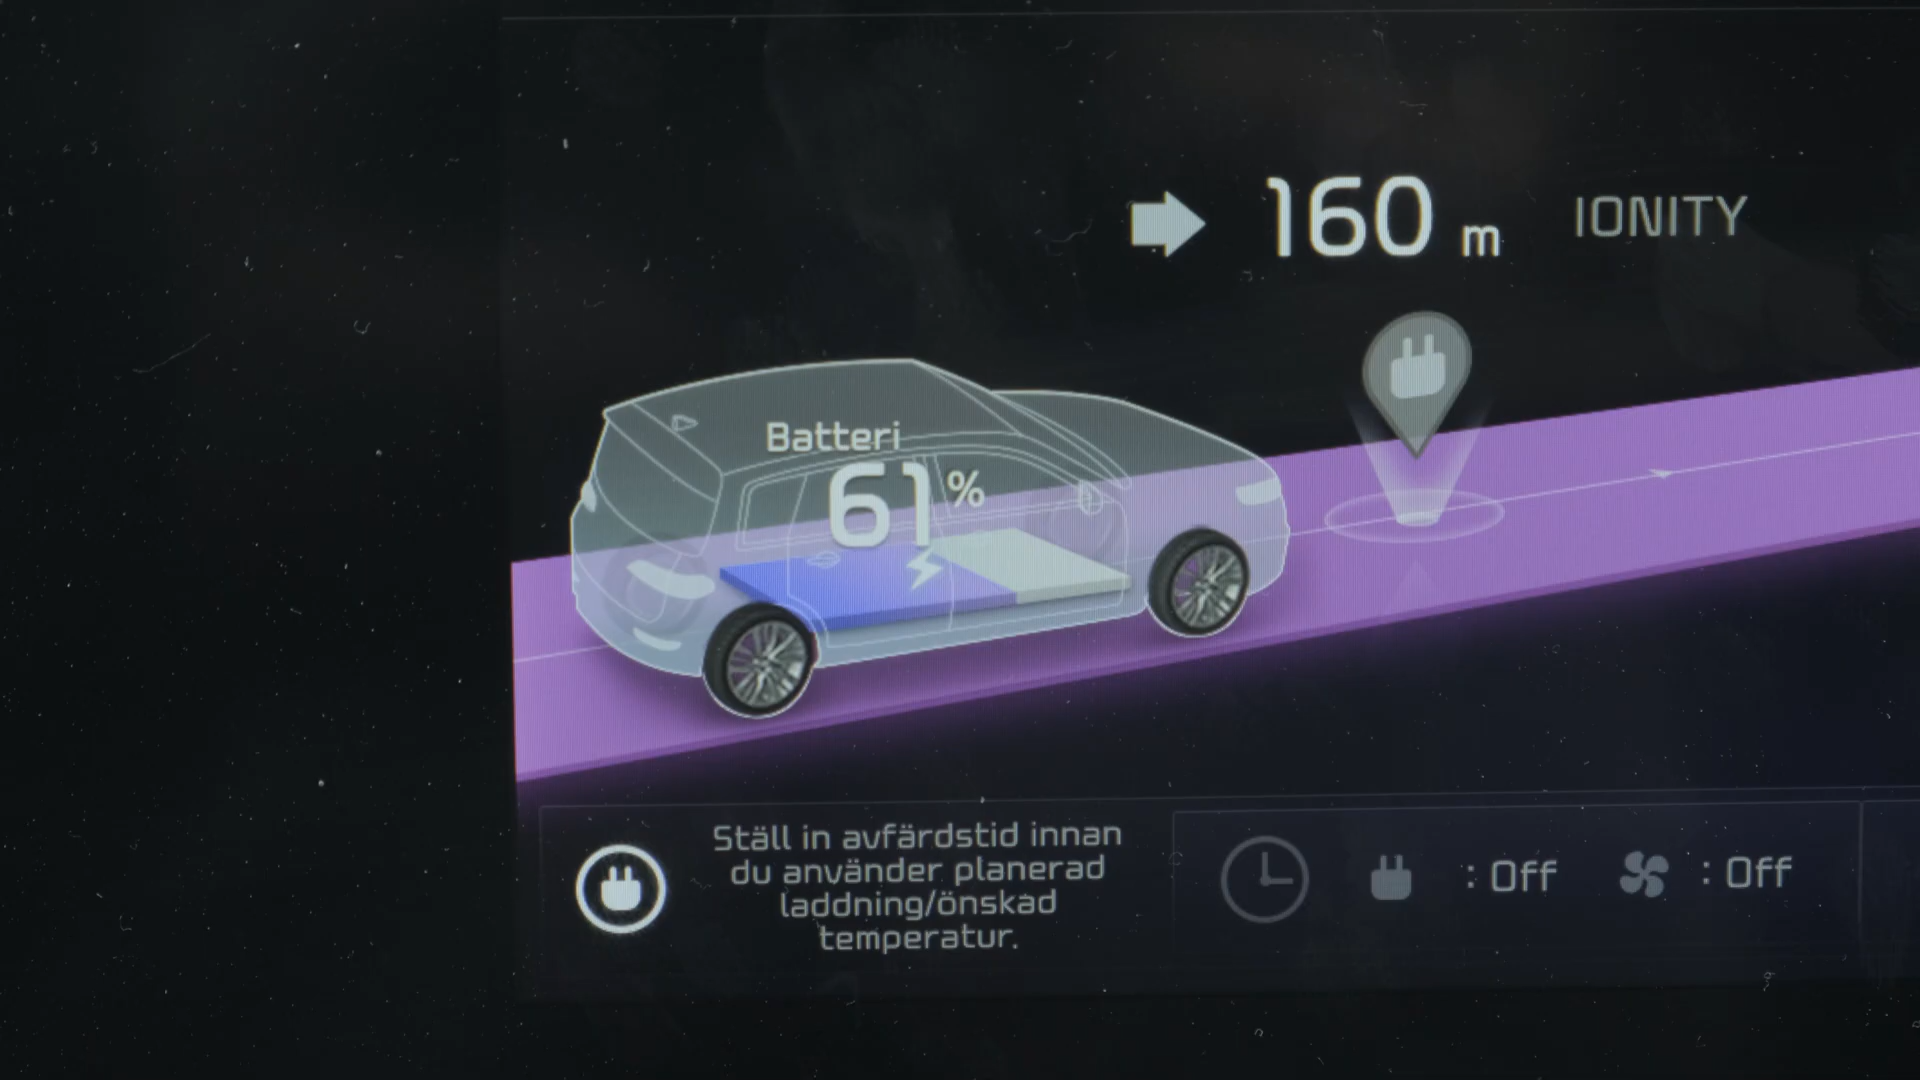 160 m IONITY
Batteri
61%
Ställ in avfärdstid innan
du använder planerad
laddning/önskad
temperatur.
: Off : Off